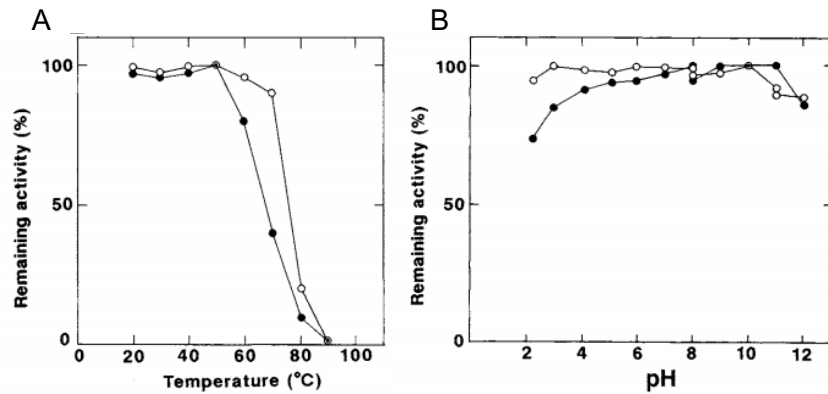 A
Remaining activity (%)
100
50
0
0 20 40 60 80 100
Temperature (°C)
B
Remaining activity (%)
100
50
0
2 4 6 8 10 12
pH